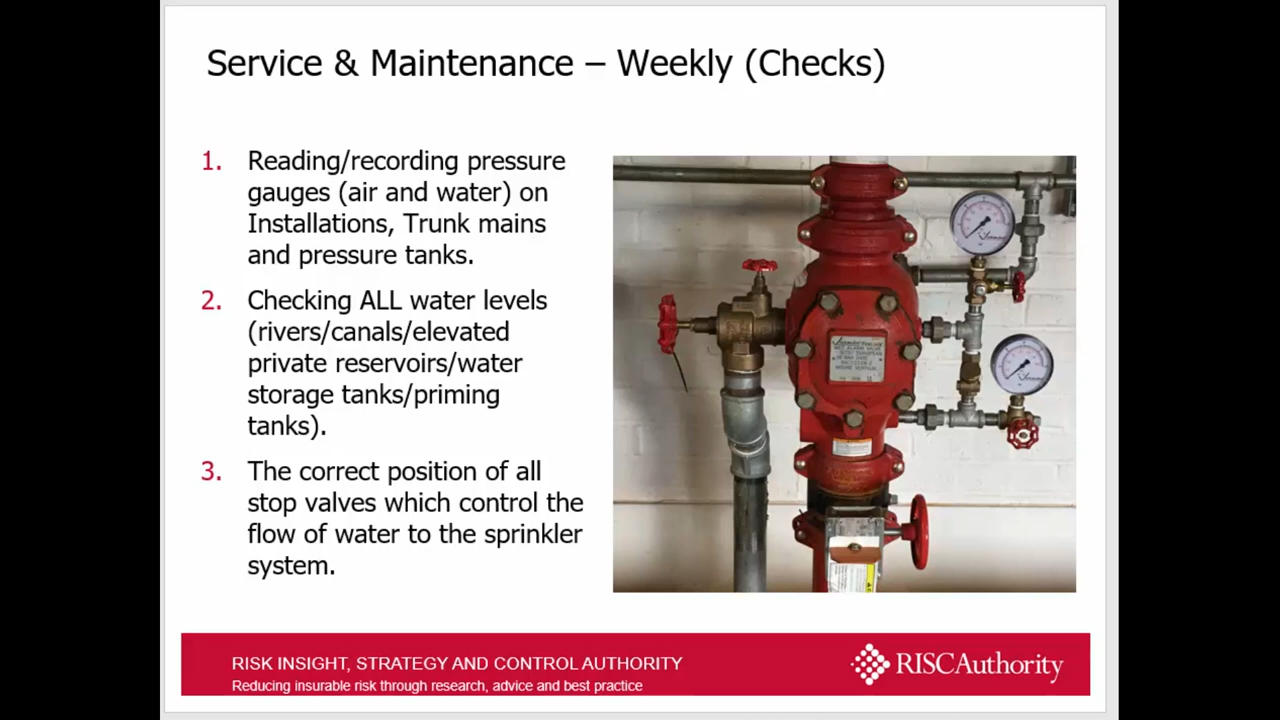 Service & Maintenance – Weekly (Checks)
1. Reading/recording pressure
gauges (air and water) on
Installations, Trunk mains
and pressure tanks.
2. Checking ALL water levels
(rivers/canals/elevated
private reservoirs/water
storage tanks/priming
tanks).
3. The correct position of all
stop valves which control the
flow of water to the sprinkler
system.
RISK INSIGHT, STRATEGY AND CONTROL AUTHORITY
Reducing insurable risk through research, advice and best practice
RISCAuthority